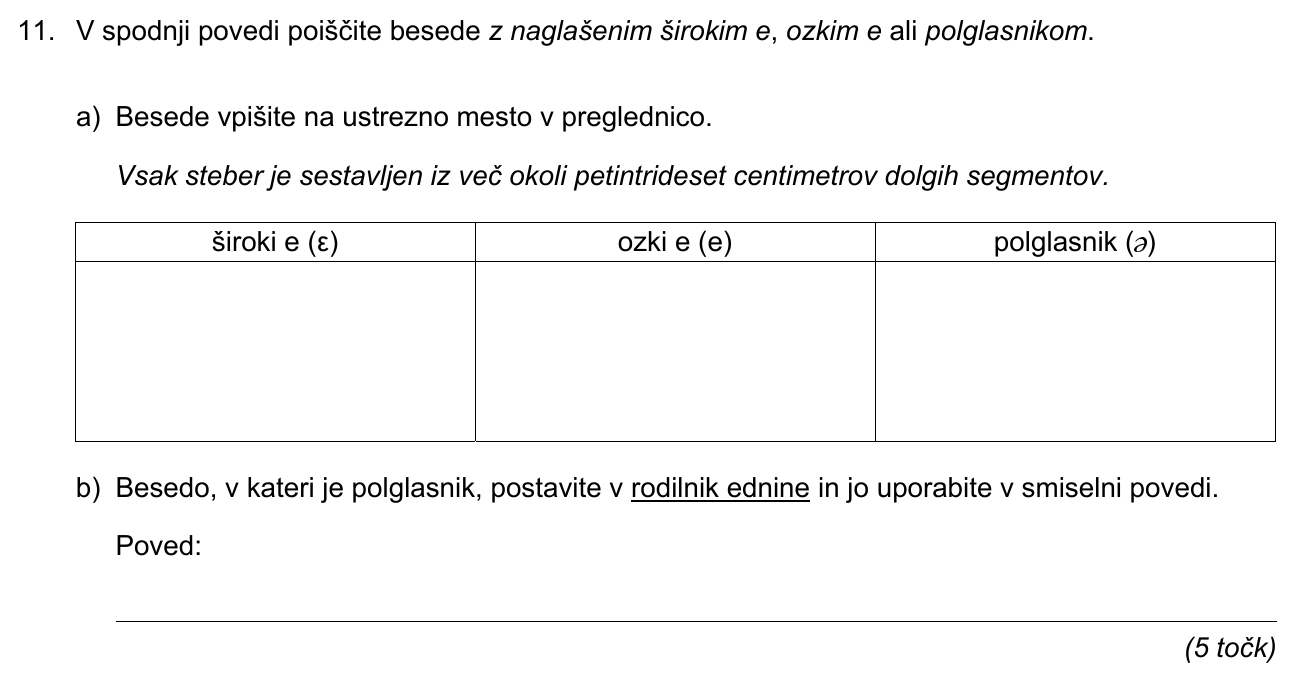 11. V spodnji povedi poiščite besede z naglašenim širokim e, ozkim e ali polglasnikom.
a) Besede vpišite na ustrezno mesto v preglednico.
Vsak steber je sestavljen iz več okoli petintrideset centimetrov dolgih segmentov.
široki e (ɛ) ozki e (e) polglasnik (ə)
b) Besedo, v kateri je polglasnik, postavite v rodilnik ednine in jo uporabite v smiselni povedi.
Poved:
(5 točk)